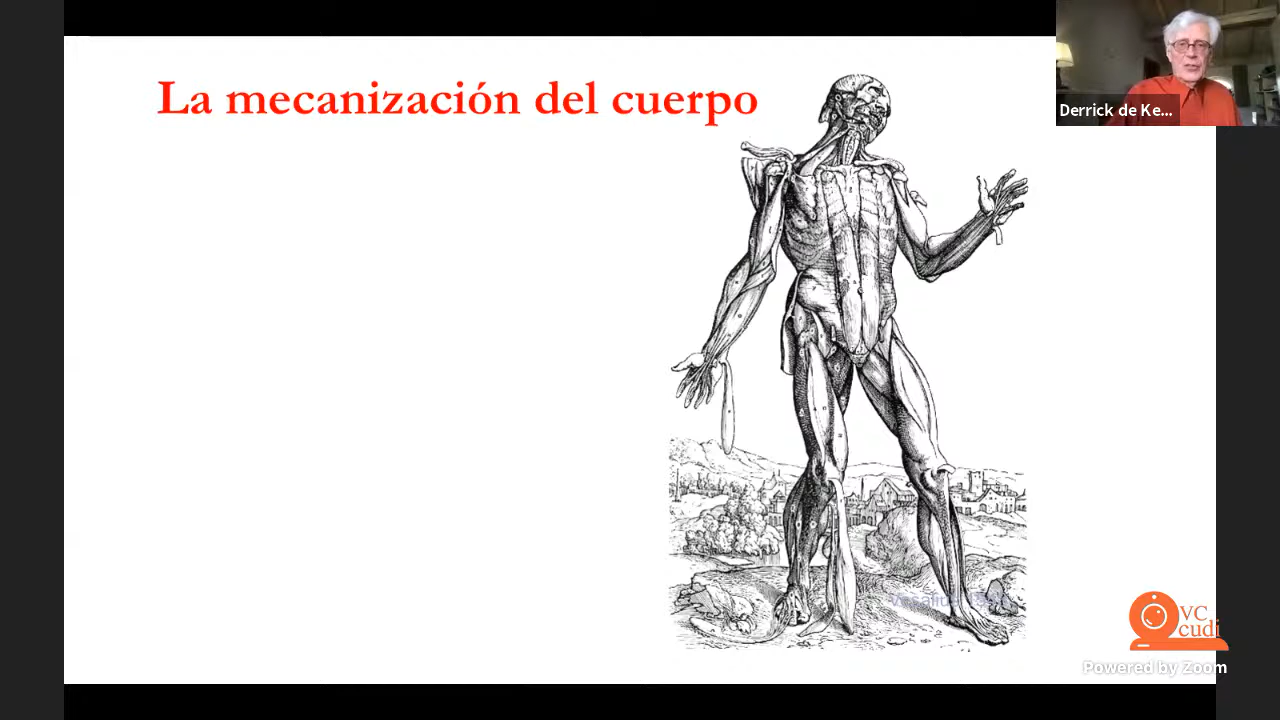 La mecanización del cuerpo
Derrick de Ke...
VC
cudi
Powered by Zoom